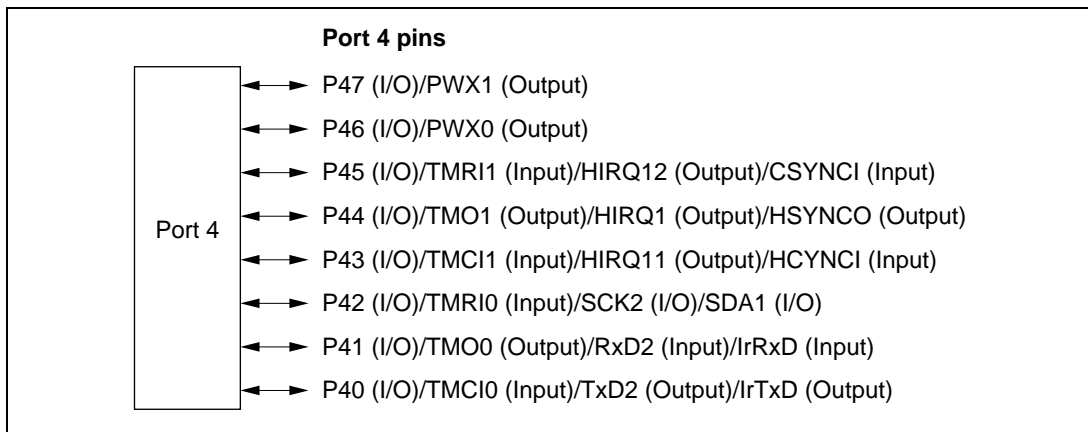 Port 4 pins
P47 (I/O)/PWX1 (Output)
P46 (I/O)/PWX0 (Output)
P45 (I/O)/TMRI1 (Input)/HIRQ12 (Output)/CSYNCI (Input)
Port 4
P44 (I/O)/TMO1 (Output)/HIRQ1 (Output)/HSYNCO (Output)
P43 (I/O)/TMCI1 (Input)/HIRQ11 (Output)/HCYNCI (Input)
P42 (I/O)/TMRI0 (Input)/SCK2 (I/O)/SDA1 (I/O)
P41 (I/O)/TMO0 (Output)/RxD2 (Input)/IrRxD (Input)
P40 (I/O)/TMCI0 (Input)/TxD2 (Output)/IrTxD (Output)